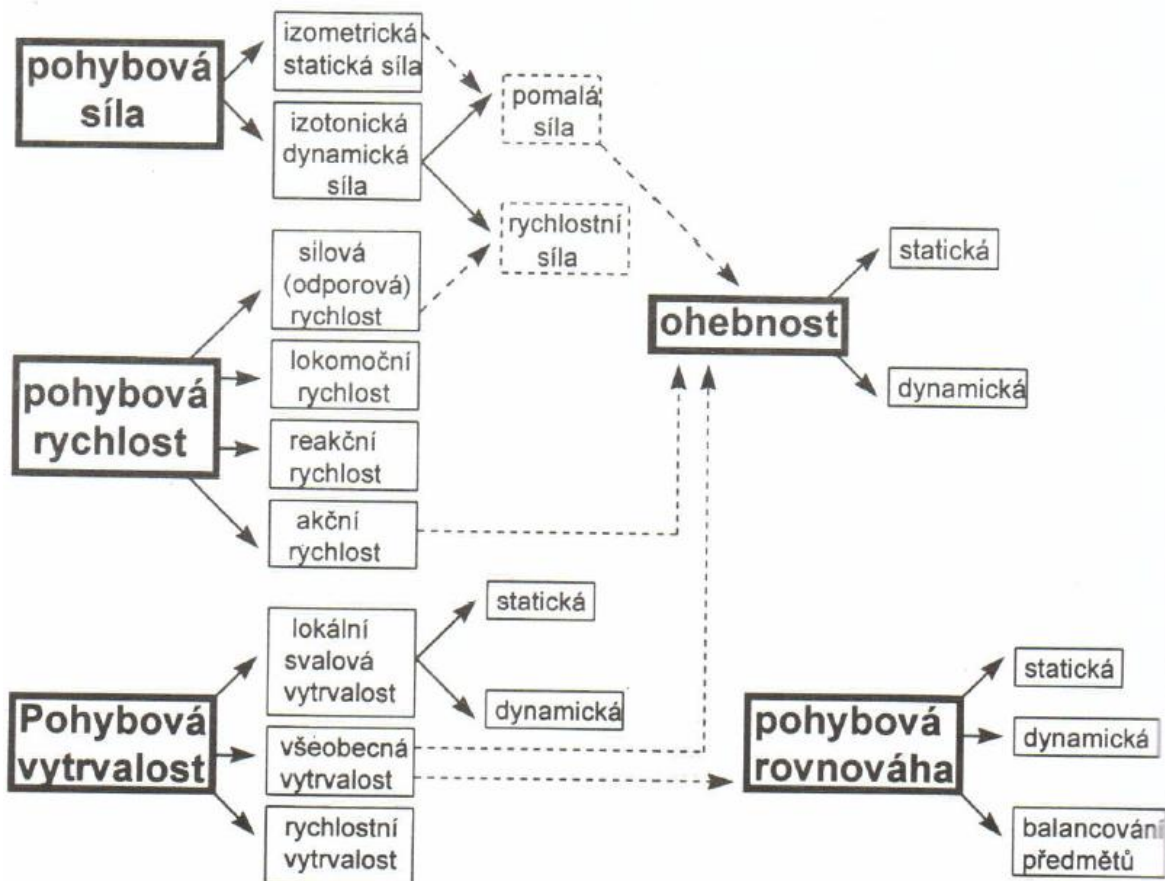 pohybová
síla
izometrická
statická síla
izotonická
dynamická
síla
pomalá
síla
rychlostní
síla
pohybová
rychlost
silová
(odporová)
rychlost
lokomoční
rychlost
reakční
rychlost
akční
rychlost
ohebnost
statická
dynamická
Pohybová
vytrvalost
lokální
svalová
vytrvalost
statická
dynamická
všeobecná
vytrvalost
rychlostní
vytrvalost
pohybová
rovnováha
statická
dynamická
balancování
předmětů